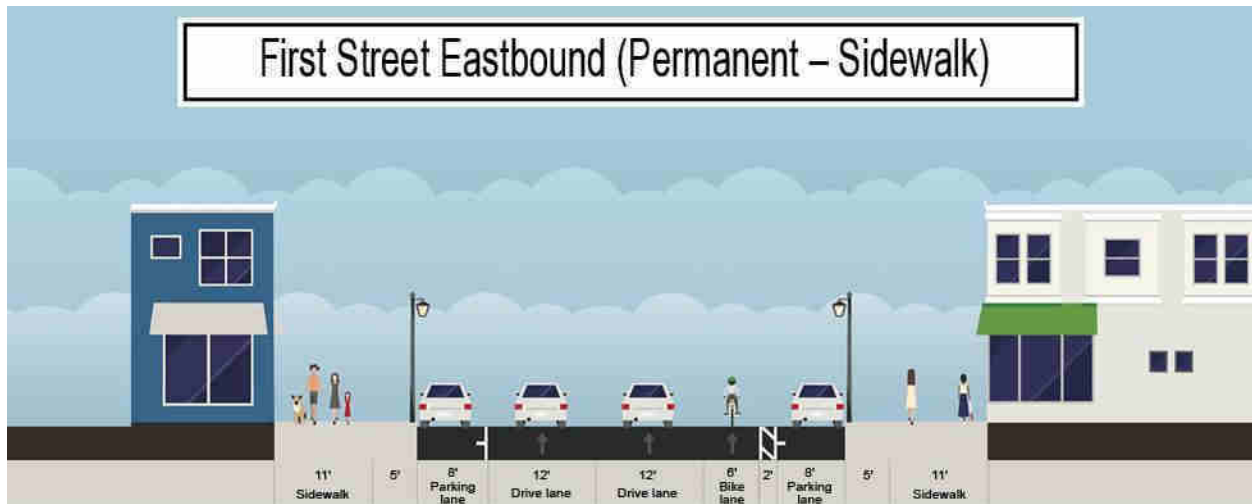 First Street Eastbound (Permanent – Sidewalk)
11' 5' 8' 12' 12' 6' 2' 8' 5' 11'
Sidewalk Parking lane Drive lane Drive lane Bike lane Parking lane Sidewalk